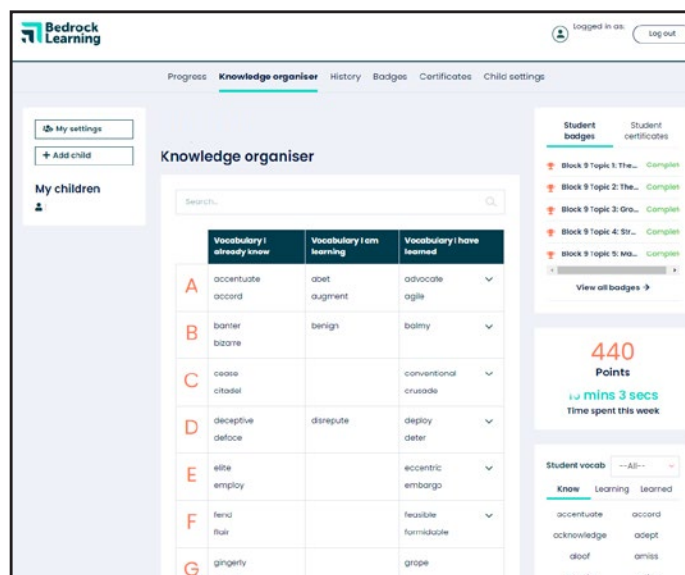 Bedrock
Learning
Logged in as:
Log out
Progress Knowledge organiser History Badges Certificates Child settings
My settings
+ Add child
My children
Knowledge organiser
Search..
Vocabulary I already know Vocabulary I am learning Vocabulary I have learned
A
accentuate abet advocate
accord augment agile
B
banter benign balmy
bizarre
C
cease conventional
citadel crusade
D
deceptive disrepute deploy
deface deter
E
elite eccentric
employ embargo
F
fend feasible
flair formidable
G
gingerly grope
Student badges Student certificates
Block 9 Topic 1: The... Complet
Block 9 Topic 2: The... Complet
Block 9 Topic 3: Gro... Complet
Block 9 Topic 4: Str... Complet
Block 9 Topic 5: Ma... Complet
View all badges →
440
Points
mins 3 secs
Time spent this week
Student vocab --All--
Know Learning Learned
accentuate accord
acknowledge adept
aloof amiss